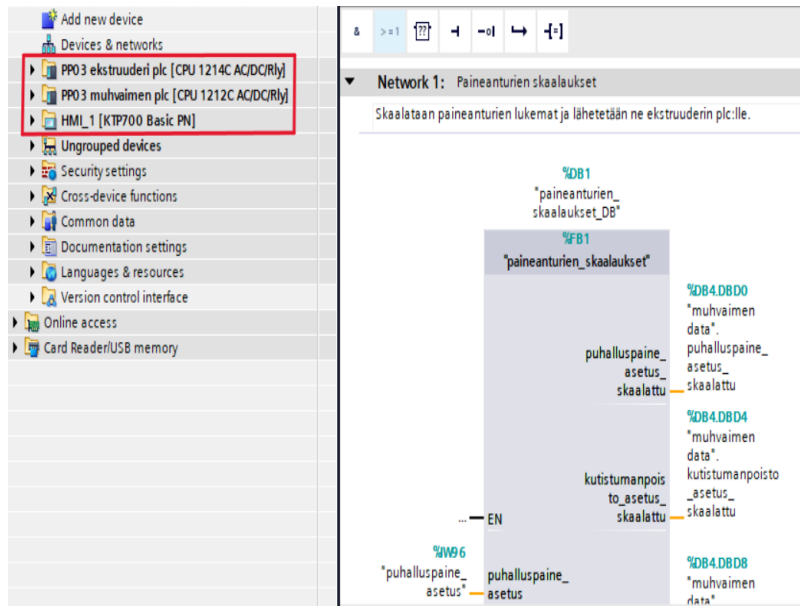 Add new device
Devices & networks
PP03 ekstruuderi plc [CPU 1214C AC/DC/Rly]
PP03 muhvaimen plc [CPU 1212C AC/DC/Rly]
HMI_1 [KTP700 Basic PN]
Ungrouped devices
Security settings
Cross-device functions
Common data
Documentation settings
Languages & resources
Version control interface
Online access
Card Reader/USB memory
& >=1 ??
Network 1: Paineanturien skaalaukset
Skaalataan paineanturien lukemat ja lähetetään ne ekstruuderin plc:lle.
%DB1
"paineanturien_
skaalaukset_DB"
%FB1
"paineanturien_skaalaukset"
%DB4.DBD0
"muhvaimen
data".
puhalluspaine_
asetus_
skaalattu
puhalluspaine_
asetus_
skaalattu
%DB4.DBD4
"muhvaimen
data".
kutistumanpoisto
_asetus_
skaalattu
kutistumanpois
to_asetus_
skaalattu
... EN
%IW96
"puhalluspaine_
asetus"
puhalluspaine_
asetus
%DB4.DBD8
"muhvaimen
data".